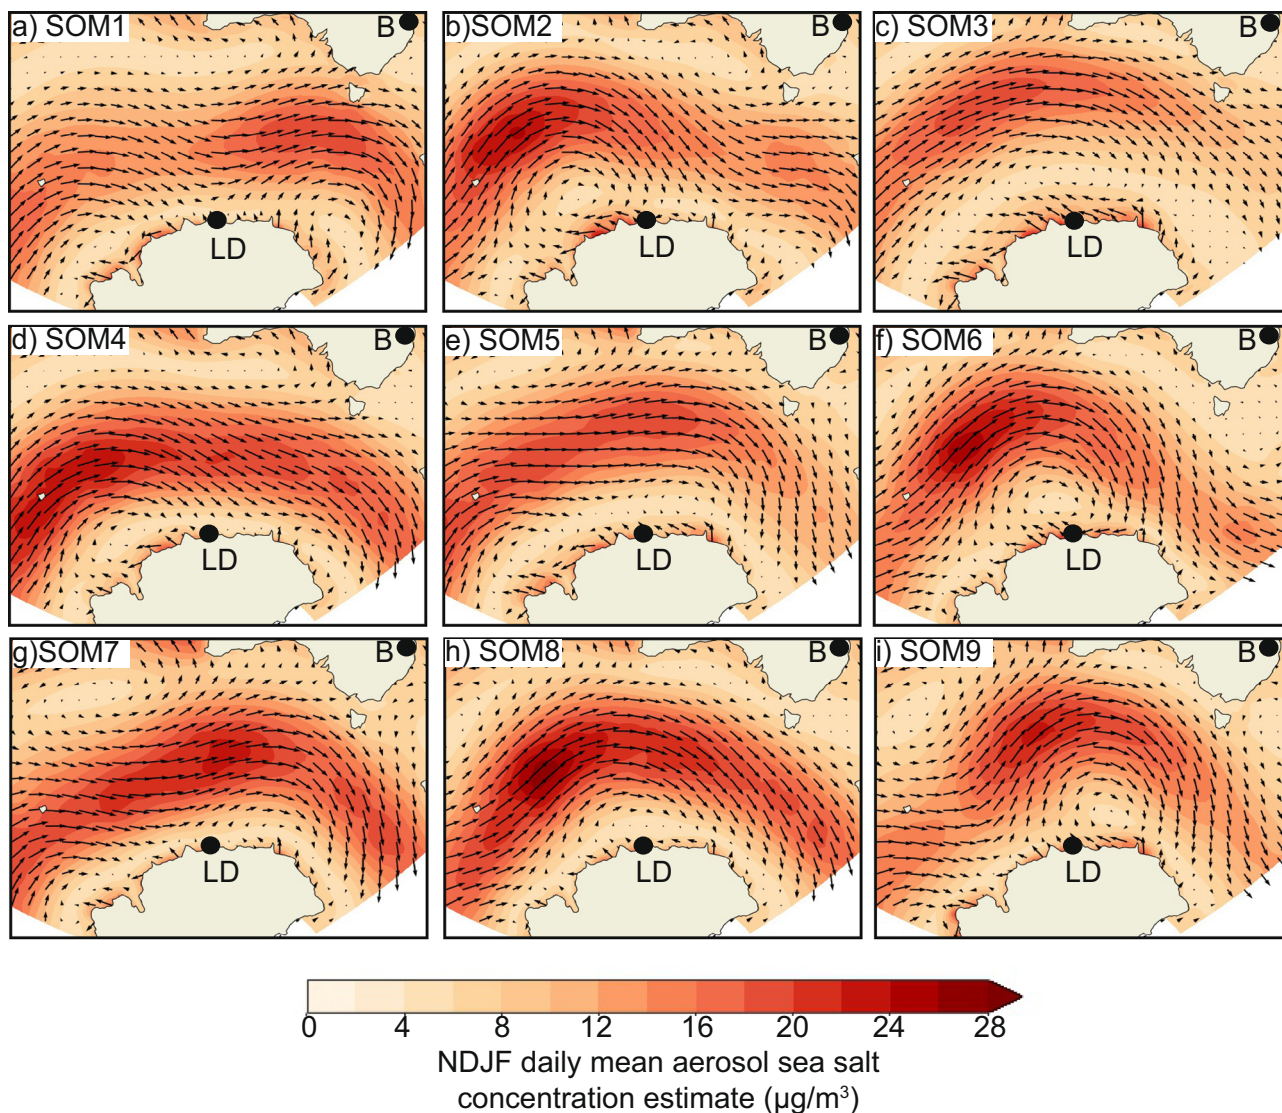 a) SOM1
B
LD
b)SOM2
B
LD
c) SOM3
B
LD
d) SOM4
B
LD
e) SOM5
B
LD
f) SOM6
B
LD
g)SOM7
B
LD
h) SOM8
B
LD
i) SOM9
B
LD
0 4 8 12 16 20 24 28
NDJF daily mean aerosol sea salt
concentration estimate (µg/m³)